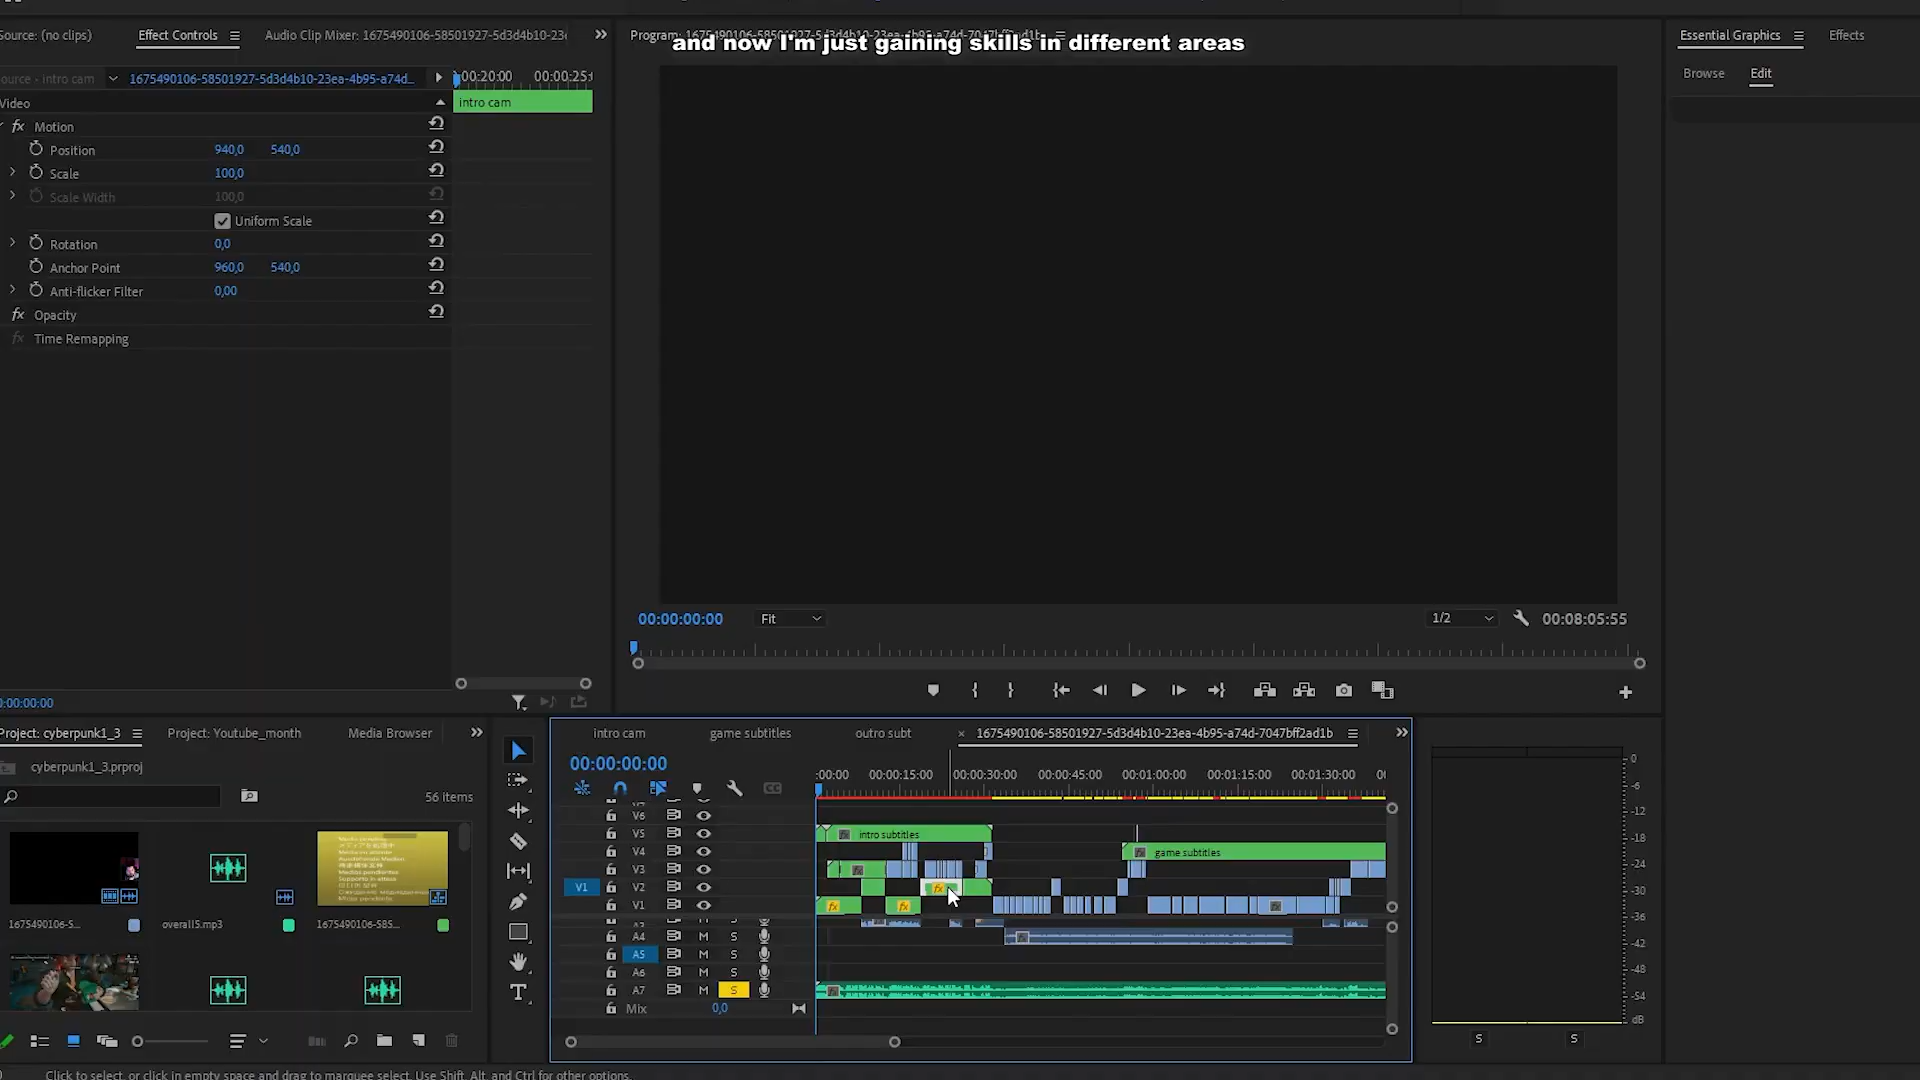 Source: (no clips)
Effect Controls
Audio Clip Mixer: 1675490106-58501927-5d3d4b10-23e
and now I'm just gaining skills in different areas
Essential Graphics
Effects
Browse
Edit
intro cam
1675490106-58501927-5d3d4b10-23ea-4b95-a74d...
:00:20:00
00:00:25:
Video
intro cam
fx Motion
Position
940,0
540,0
Scale
100,0
Scale Width
100,0
Uniform Scale
Rotation
0,0
Anchor Point
960,0
540,0
Anti-flicker Filter
0,00
fx Opacity
fx Time Remapping
00:00:00:00
Fit
1/2
00:08:05:55
0:00:00:00
Project: cyberpunk1_3
Project: Youtube_month
Media Browser
cyberpunk1_3.prproj
56 items
1675490106-5...
overall5.mp3
1675490106-585...
intro cam
game subtitles
outro subt
1675490106-58501927-5d3d4b10-23ea-4b95-a74d-7047bff2ad1b
00:00:00:00
:00:00
00:00:15:00
00:00:30:00
00:00:45:00
00:01:00:00
00:01:15:00
00:01:30:00
V6
V5
intro subtitles
V4
game subtitles
V3
V1
V2
V1
A4
M
S
A5
M
S
A6
M
S
A7
M
S
Mix
0,0
0
-6
-12
-18
-24
-30
-36
-42
-48
-54
dB
S
S
Click to select, or click in empty space and drag to marquee select. Use Shift, Alt, and Ctrl for other options.